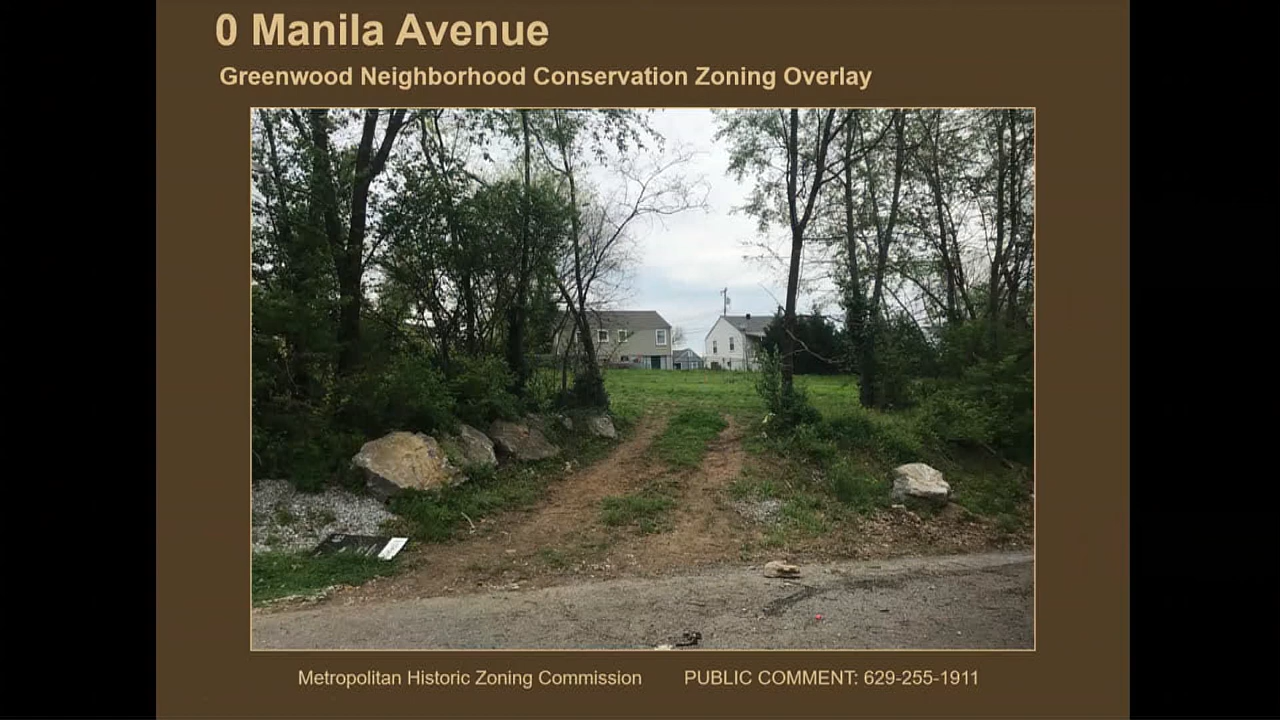 0 Manila Avenue
Greenwood Neighborhood Conservation Zoning Overlay
Metropolitan Historic Zoning Commission PUBLIC COMMENT: 629-255-1911